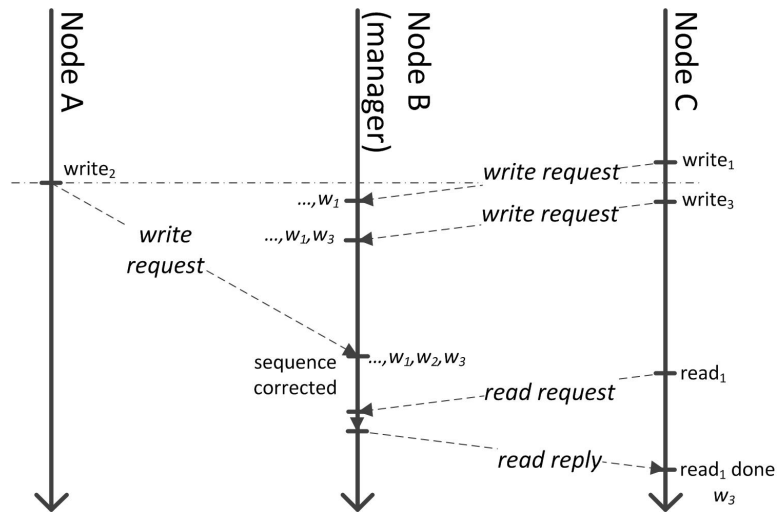 Node A
Node B
(manager)
Node C
write₁
write₂
write request
…,w₁
write₃
write request
…,w₁,w₃
write
request
…,w₁,w₂,w₃
sequence
corrected
read₁
read request
read reply
read₁ done
w₃